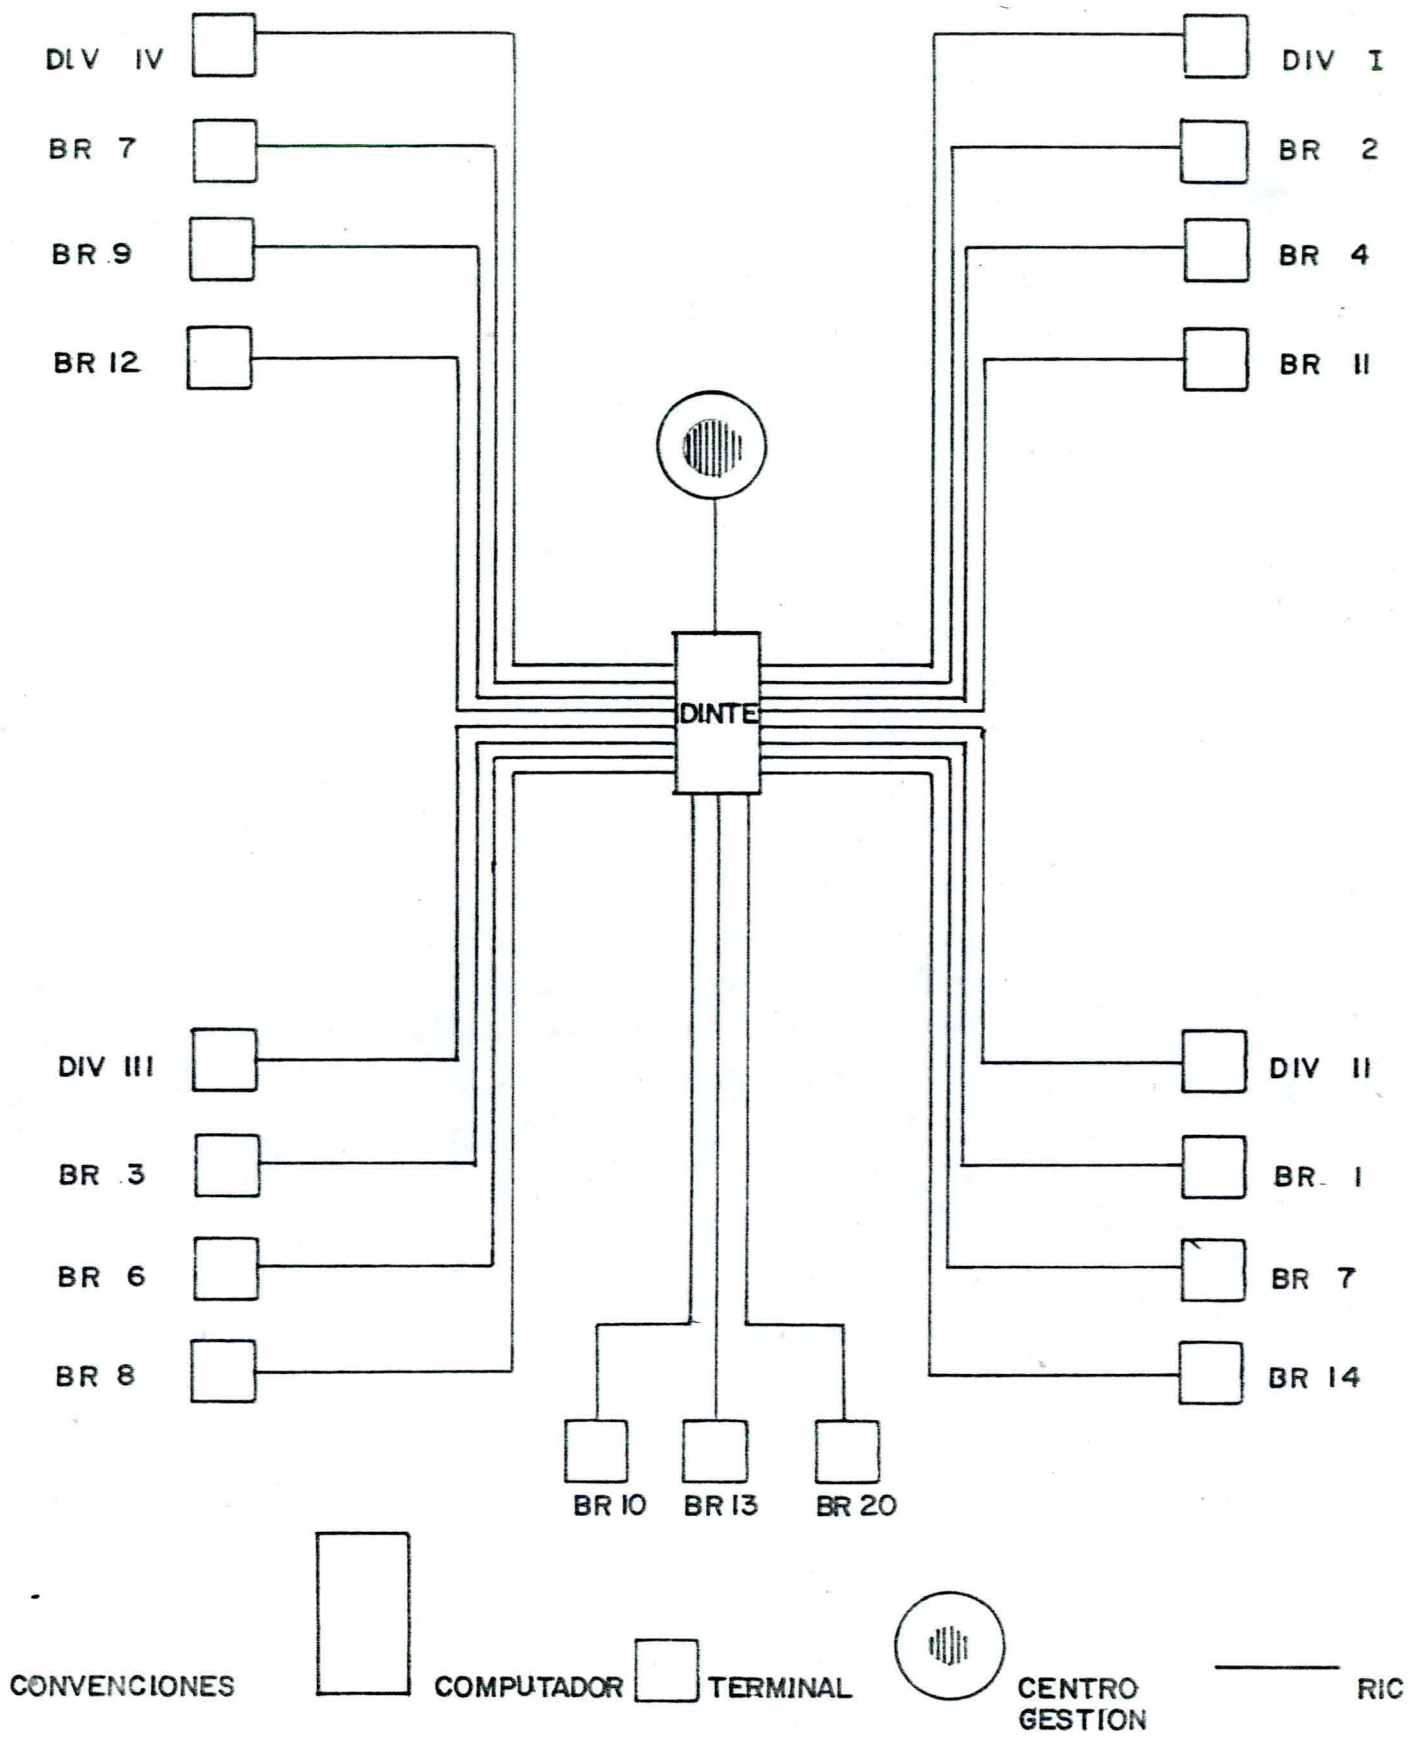 DIV IV
DIV I
BR 7
BR 2
BR 9
BR 4
BR 12
BR 11
DINTE
DIV III
DIV II
BR 3
BR 1
BR 6
BR 7
BR 8
BR 14
BR 10
BR 13
BR 20
CONVENCIONES
COMPUTADOR
TERMINAL
CENTRO
GESTION
RIC